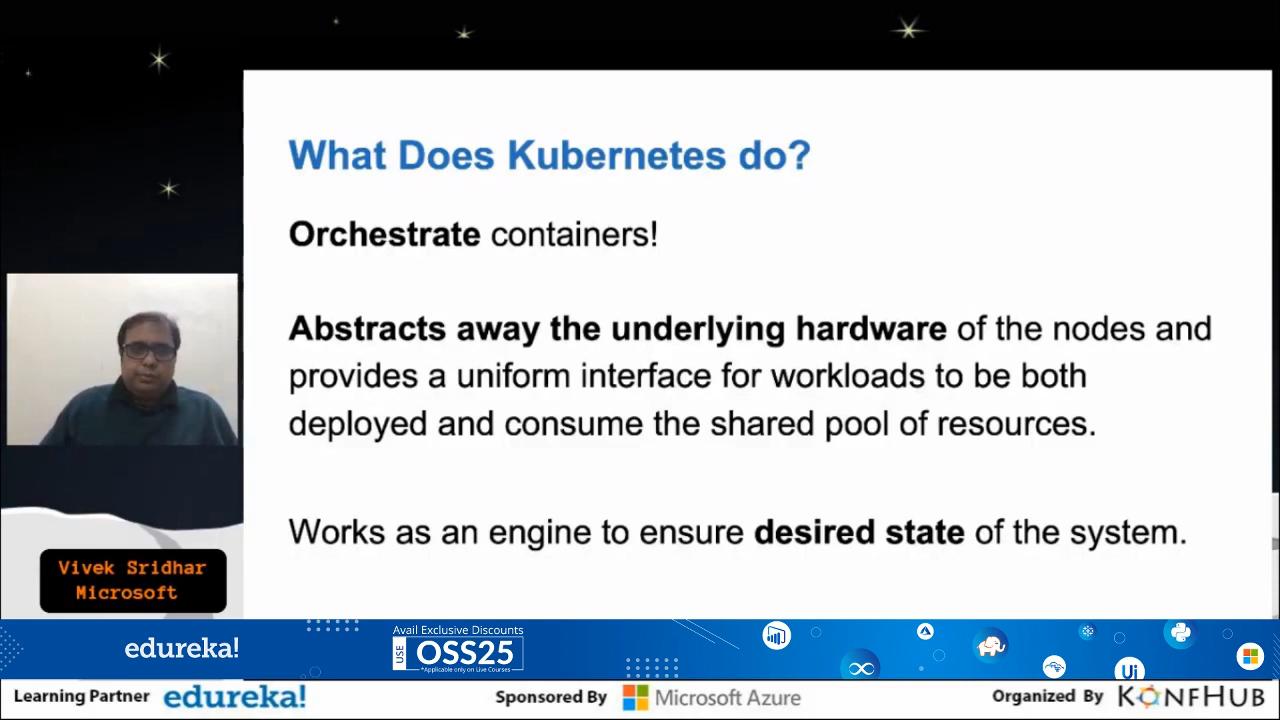 What Does Kubernetes do?
Orchestrate containers!
Abstracts away the underlying hardware of the nodes and
provides a uniform interface for workloads to be both
deployed and consume the shared pool of resources.
Works as an engine to ensure desired state of the system.
Vivek Sridhar
Microsoft
edureka!
Avail Exclusive Discounts
USE
OSS25
*Applicable only on Live Courses
Ui
Learning Partner edureka!
Sponsored By Microsoft Azure
Organized By KONFHUB